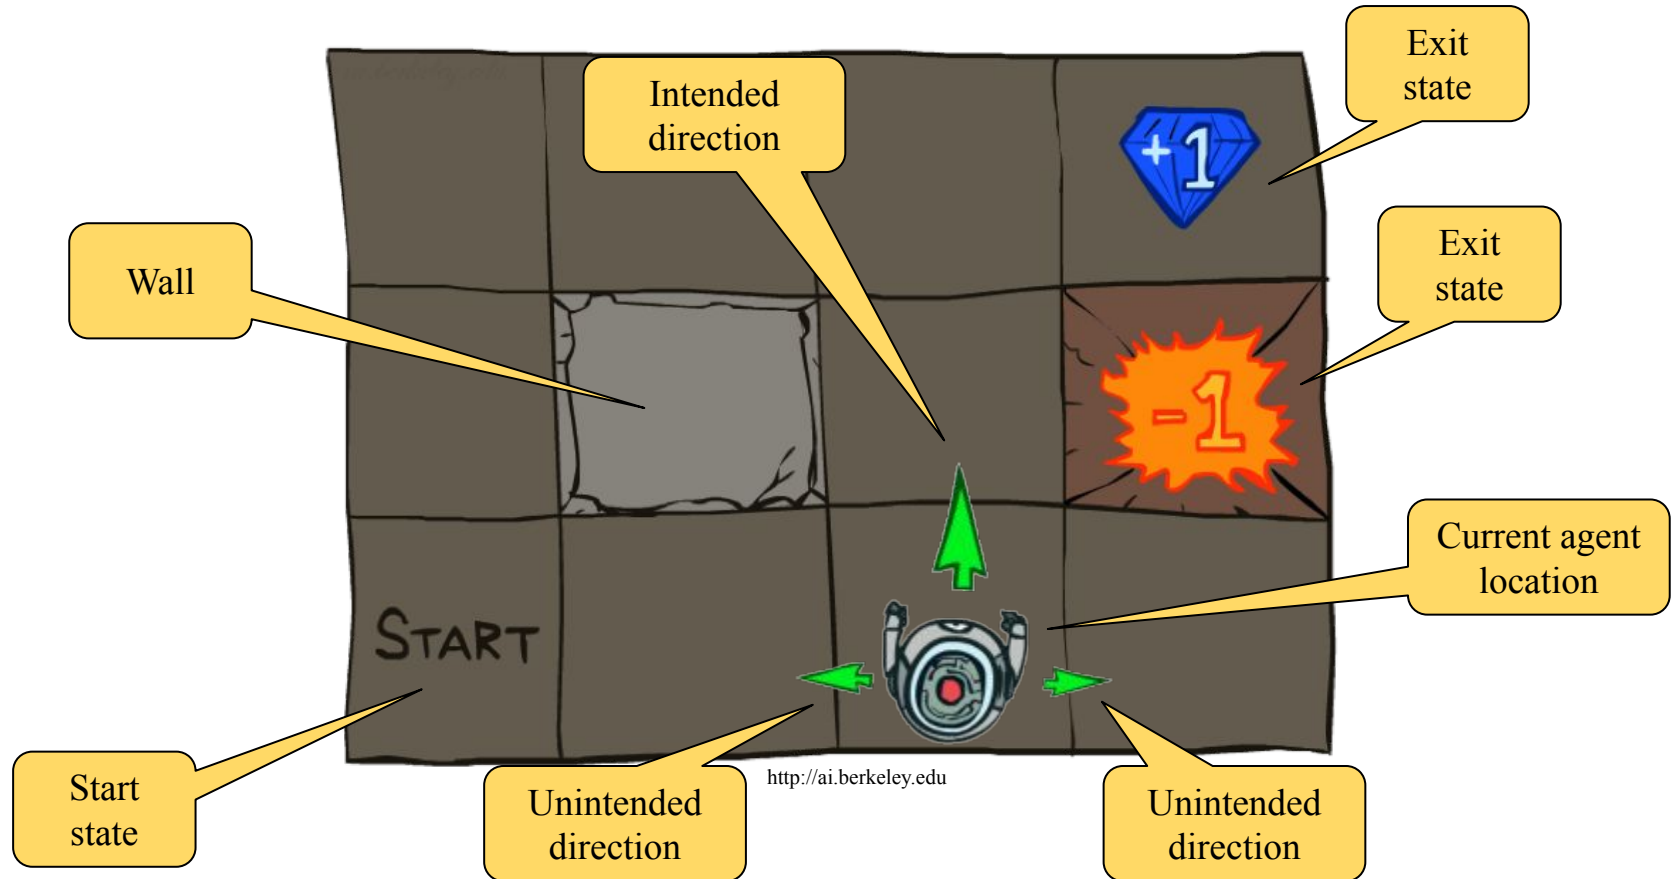 Exit
state
Intended
direction
+1
Exit
state
Wall
-1
Current agent
location
START
Start
state
http://ai.berkeley.edu
Unintended
direction
Unintended
direction